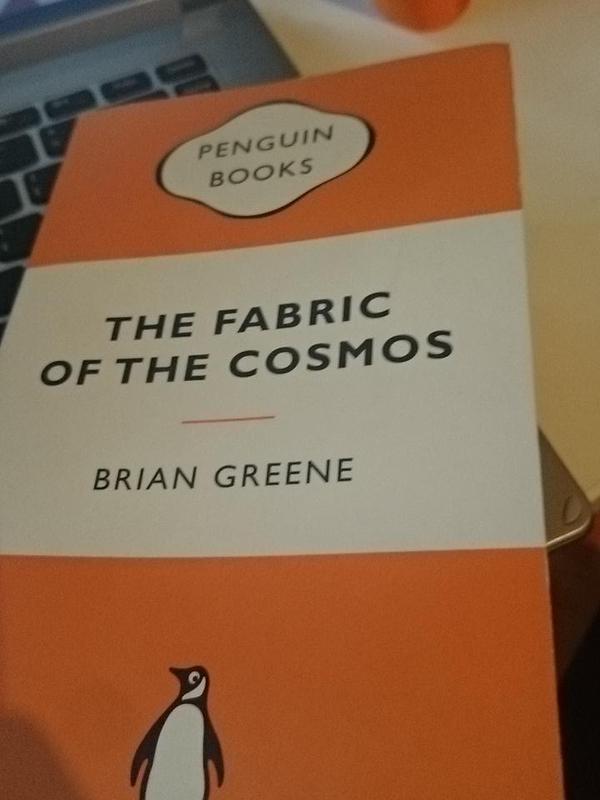 PENGUIN
BOOKS
THE FABRIC
OF THE COSMOS
BRIAN GREENE